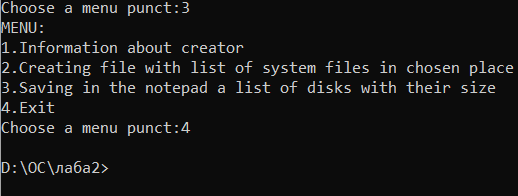 Choose a menu punct:3
MENU:
1.Information about creator
2.Creating file with list of system files in chosen place
3.Saving in the notepad a list of disks with their size
4.Exit
Choose a menu punct:4
D:\ОС\лаба2>